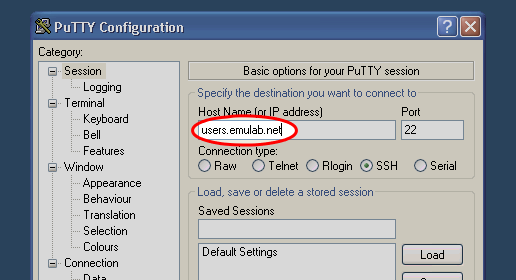 PuTTY Configuration
Category:
Session
Logging
Terminal
Keyboard
Bell
Features
Window
Appearance
Behaviour
Translation
Selection
Colours
Connection
Data
Basic options for your PuTTY session
Specify the destination you want to connect to
Host Name (or IP address) Port
users.emulab.net 22
Connection type:
Raw Telnet Rlogin SSH Serial
Load, save or delete a stored session
Saved Sessions
Default Settings
Load